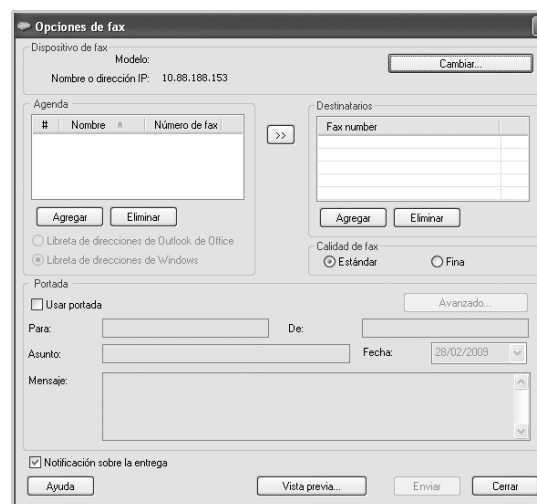 Opciones de fax
Dispositivo de fax
Modelo:
Cambiar...
Nombre o dirección IP: 10.88.188.153
Agenda
# Nombre Número de fax
Agregar Eliminar
Libreta de direcciones de Outlook de Office
Libreta de direcciones de Windows
>>
Destinatarios
Fax number
Agregar Eliminar
Calidad de fax
Estándar Fina
Portada
Usar portada Avanzado...
Para: De:
Asunto: Fecha: 28/02/2009
Mensaje:
Notificación sobre la entrega
Ayuda Vista previa... Enviar Cerrar